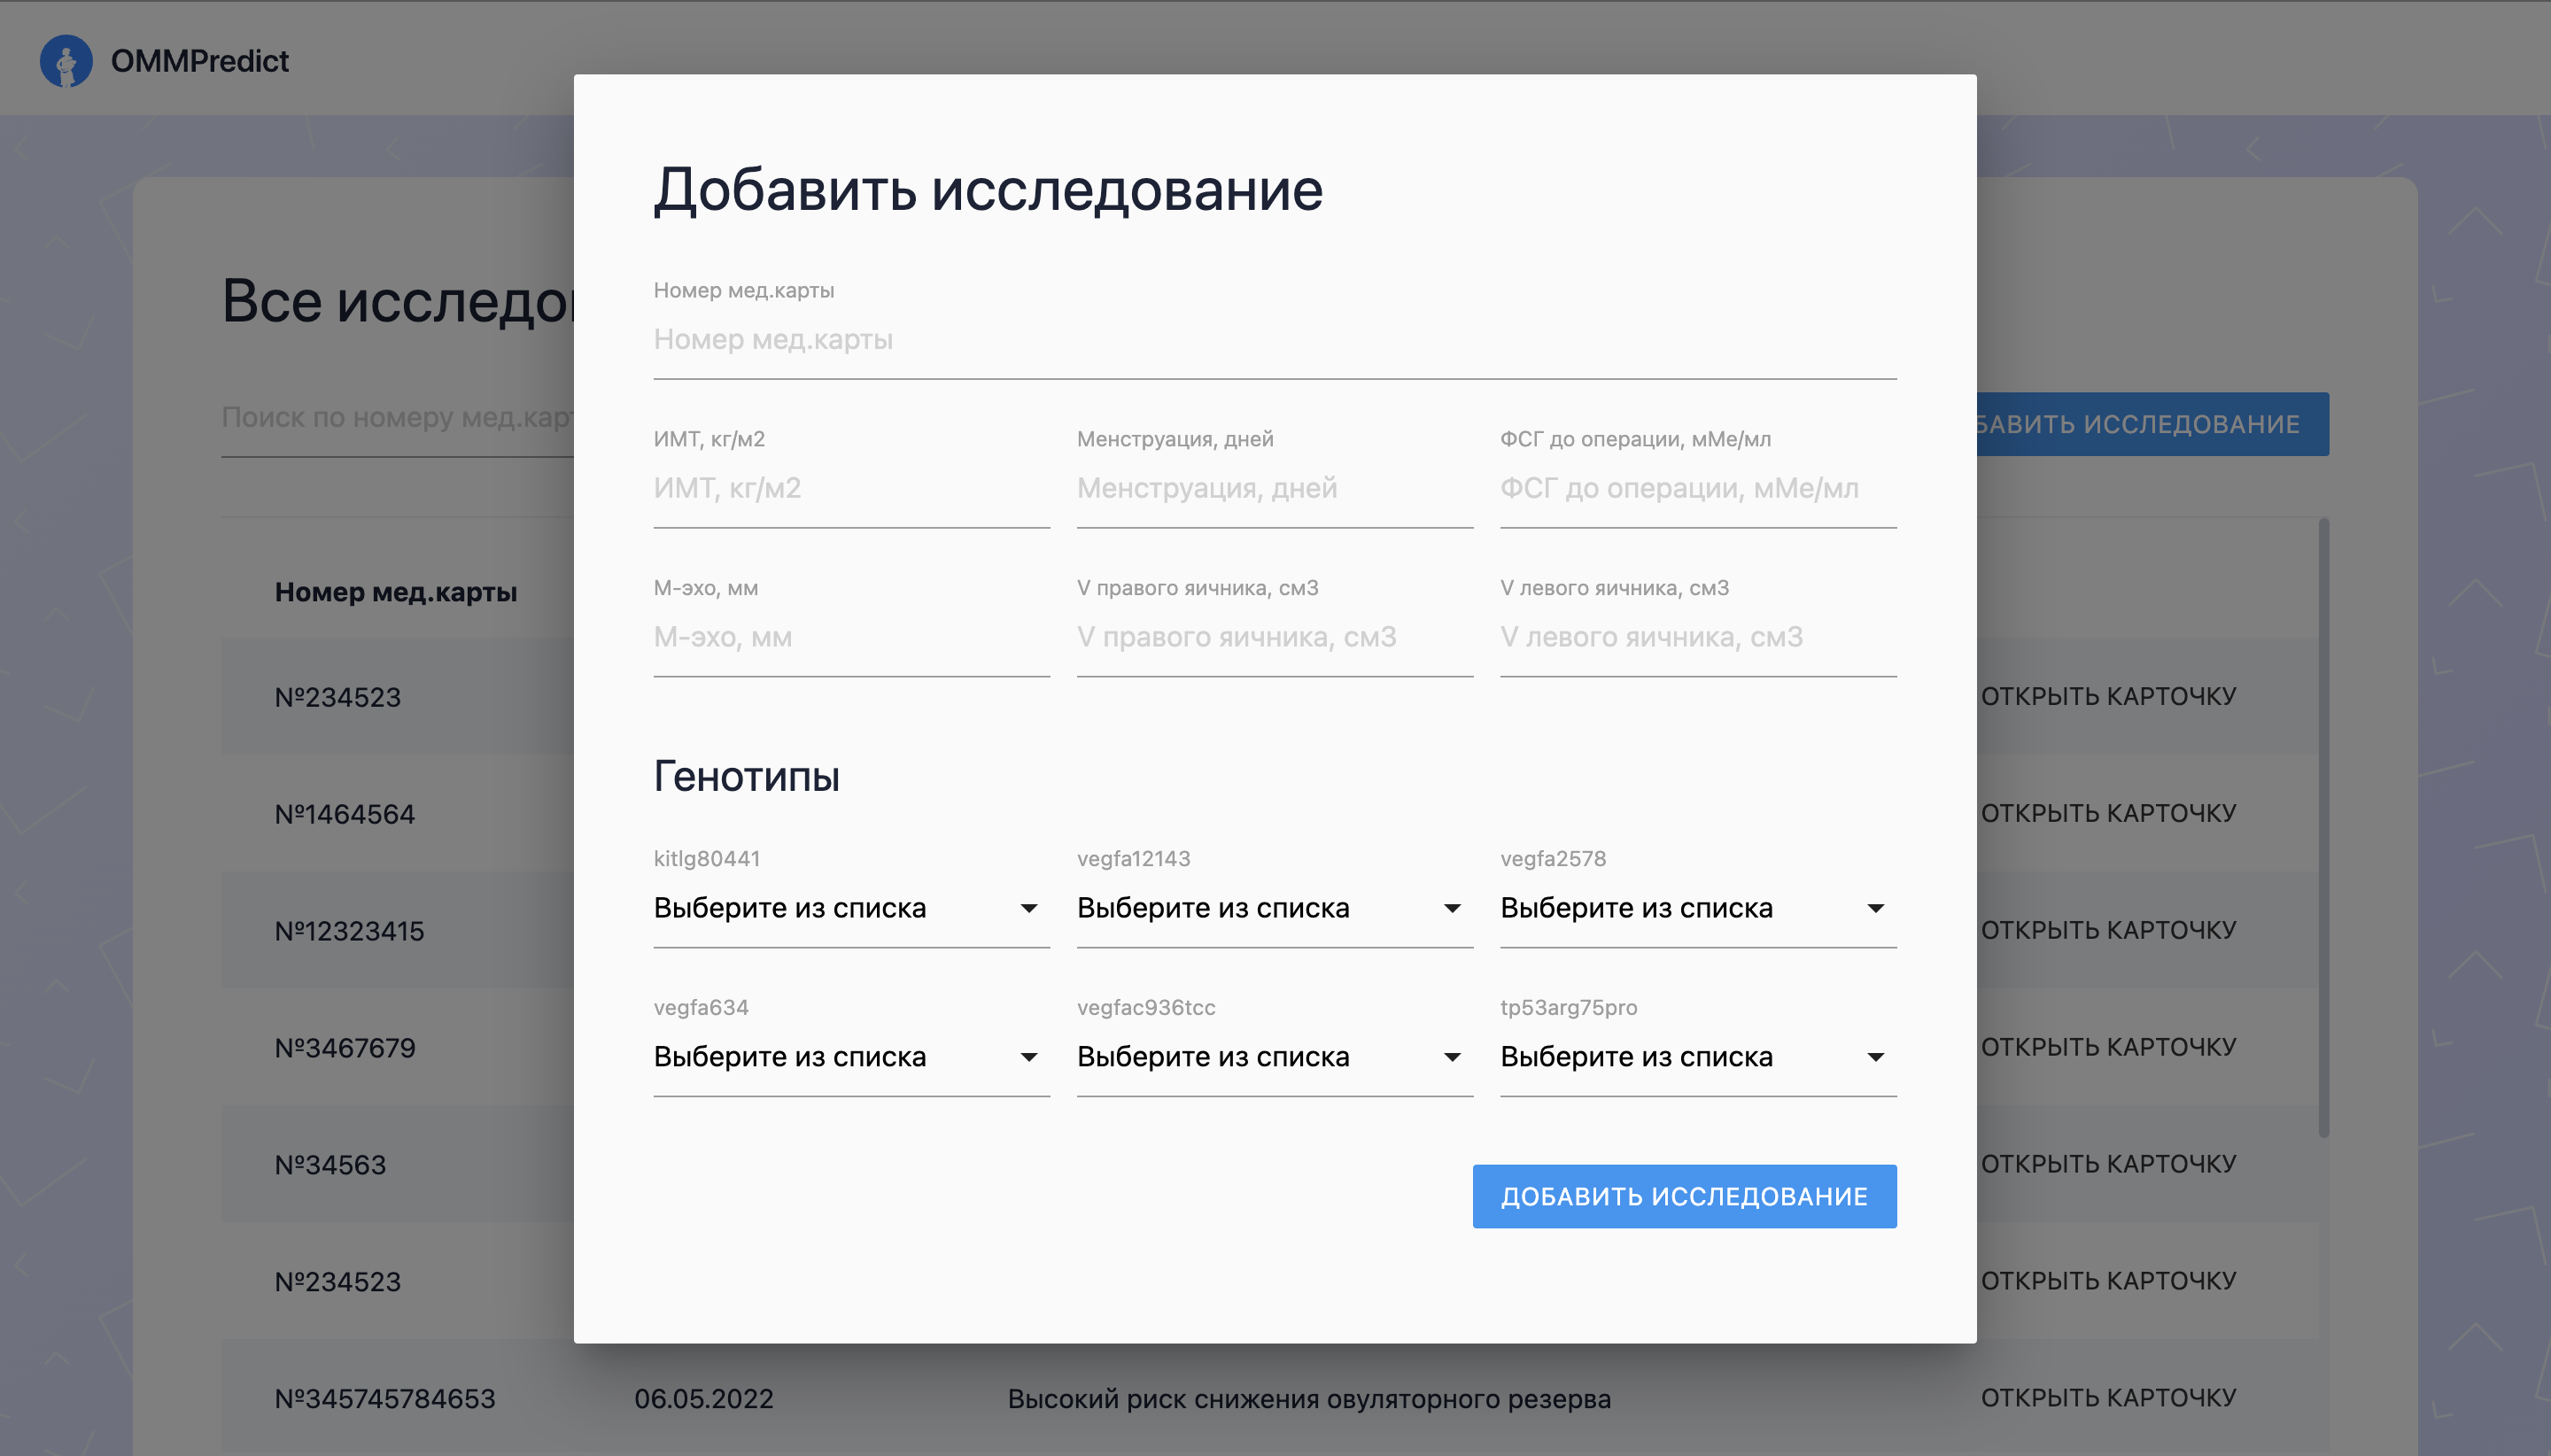 OMMPredict
Добавить исследование
Номер мед.карты
Номер мед.карты
ИМТ, кг/м2 Менструация, дней ФСГ до операции, мМе/мл
ИМТ, кг/м2 Менструация, дней ФСГ до операции, мМе/мл
М-эхо, мм V правого яичника, см3 V левого яичника, см3
М-эхо, мм V правого яичника, см3 V левого яичника, см3
Генотипы
kitlg80441 vegfa12143 vegfa2578
Выберите из списка Выберите из списка Выберите из списка
vegfa634 vegfac936tcc tp53arg75pro
Выберите из списка Выберите из списка Выберите из списка
ДОБАВИТЬ ИССЛЕДОВАНИЕ
Все
Поиск по номеру
ИССЛЕДОВАНИЕ
Номер мед.карты
№234523 ОТКРЫТЬ КАРТОЧКУ
№1464564 ОТКРЫТЬ КАРТОЧКУ
№12323415 ОТКРЫТЬ КАРТОЧКУ
№3467679 ОТКРЫТЬ КАРТОЧКУ
№34563 ОТКРЫТЬ КАРТОЧКУ
№234523 ОТКРЫТЬ КАРТОЧКУ
№345745784653 06.05.2022 Высокий риск снижения овуляторного резерва ОТКРЫТЬ КАРТОЧКУ